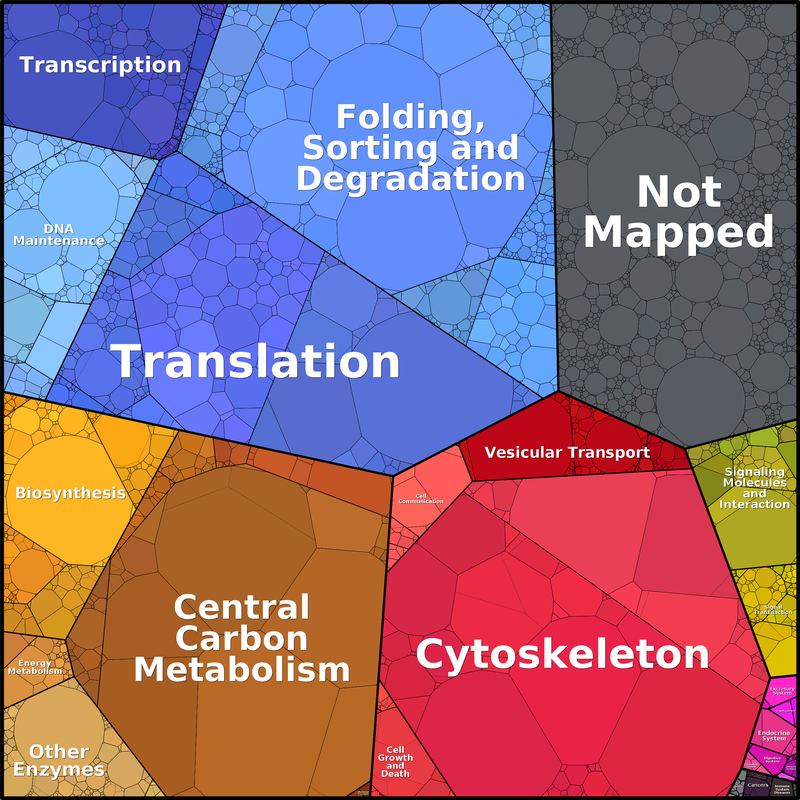 Transcription
Folding,
Sorting and
Degradation
Not
Mapped
DNA
Maintenance
Translation
Vesicular Transport
Biosynthesis
Cell
Communication
Signaling
Molecules
and
Interaction
Central
Carbon
Metabolism
Cytoskeleton
Signal
Transduction
Energy
Metabolism
Other
Enzymes
Cell
Growth
and
Death
Excretory
System
Endocrine
System
Digestive
System
Cancers
Immune
System
Diseases